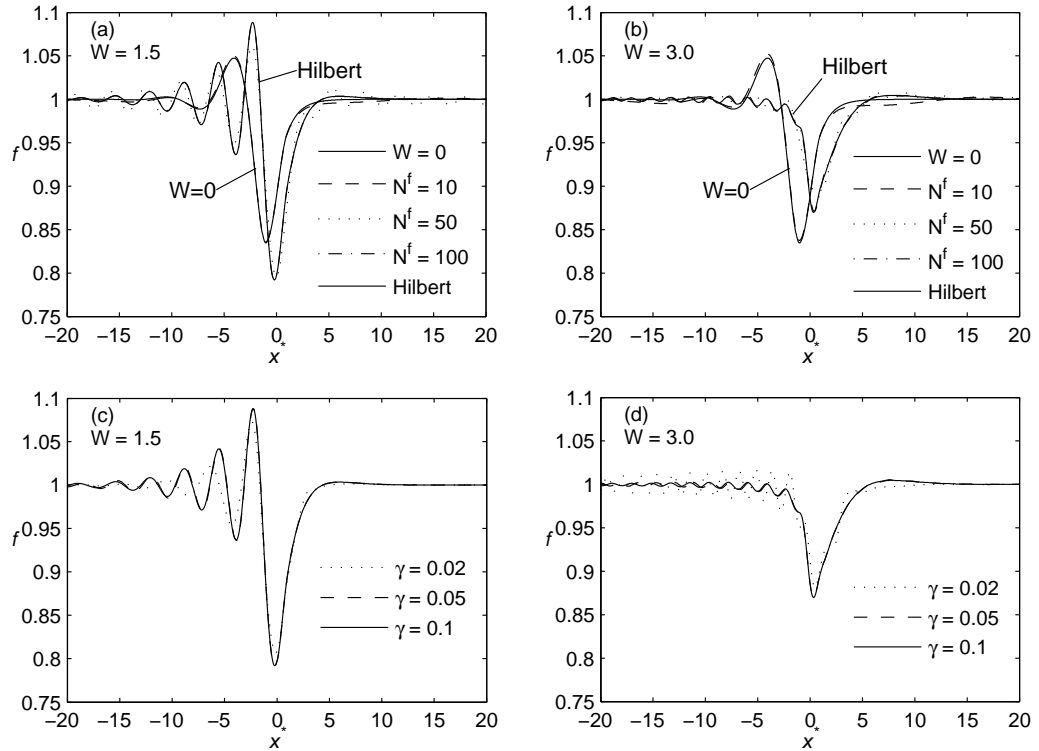 (a)
W = 1.5
1.1
1.05
1
0.95
0.9
0.85
0.8
0.75
f
Hilbert
W=0
W = 0
N^f = 10
N^f = 50
N^f = 100
Hilbert
−20 −15 −10 −5 0 5 10 15 20
x*
(b)
W = 3.0
1.1
1.05
1
0.95
0.9
0.85
0.8
0.75
f
Hilbert
W=0
W = 0
N^f = 10
N^f = 50
N^f = 100
Hilbert
−20 −15 −10 −5 0 5 10 15 20
x*
(c)
W = 1.5
1.1
1.05
1
0.95
0.9
0.85
0.8
0.75
f
γ = 0.02
γ = 0.05
γ = 0.1
−20 −15 −10 −5 0 5 10 15 20
x*
(d)
W = 3.0
1.1
1.05
1
0.95
0.9
0.85
0.8
0.75
f
γ = 0.02
γ = 0.05
γ = 0.1
−20 −15 −10 −5 0 5 10 15 20
x*